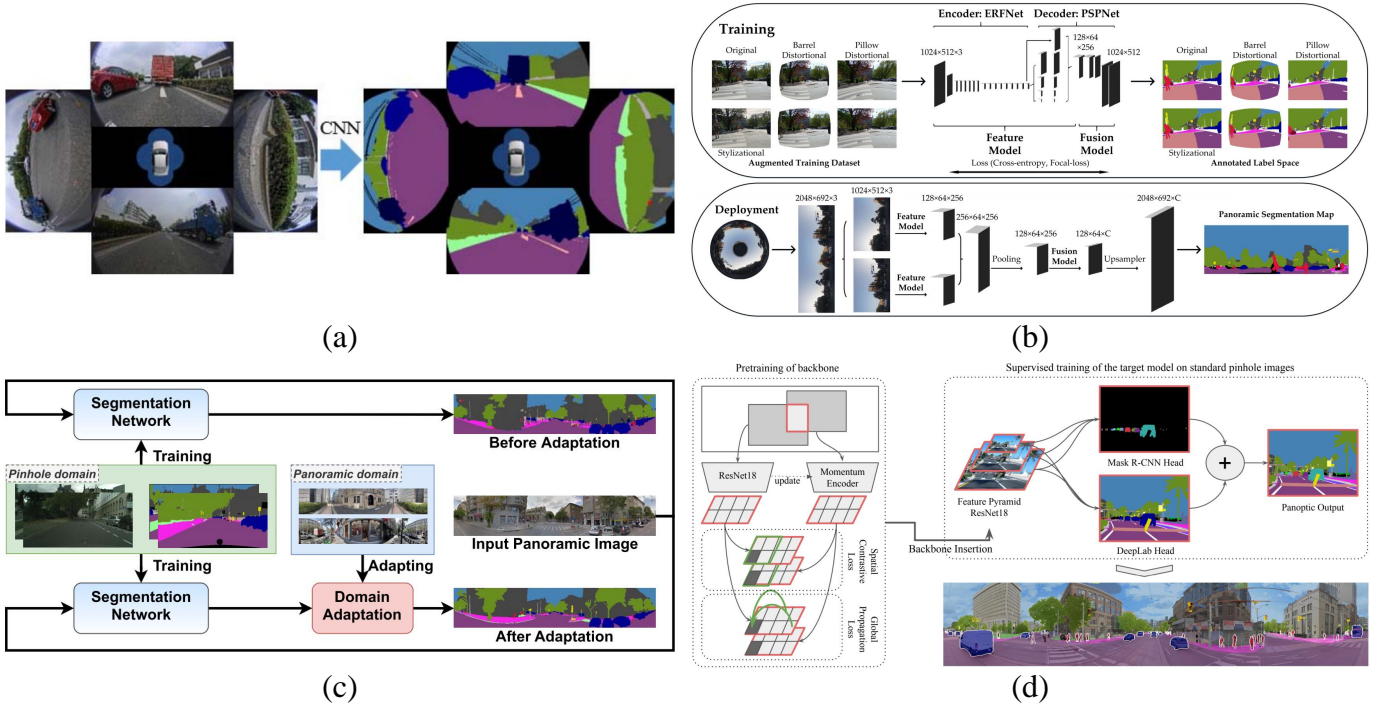 CNN
(a)
Training
Encoder: ERFNet
Decoder: PSPNet
Original
Barrel
Distortional
Pillow
Distortional
1024×512×3
128×64
×256
1024×512
Original
Barrel
Distortional
Pillow
Distortional
Stylizational
Augmented Training Dataset
Feature
Model
Fusion
Model
Loss (Cross-entropy, Focal-loss)
Stylizational
Annotated Label Space
Deployment
2048×692×3
1024×512×3
Feature
Model
Feature
Model
128×64×256
256×64×256
Pooling
128×64×256
Fusion
Model
128×64×C
Upsampler
2048×692×C
Panoramic Segmentation Map
(b)
Segmentation
Network
Before Adaptation
Training
Pinhole domain
Panoramic domain
Input Panoramic Image
Training
Adapting
Segmentation
Network
Domain
Adaptation
After Adaptation
(c)
Pretraining of backbone
ResNet18
update
Momentum
Encoder
Spatial
Contrastive
Loss
Global
Propagation
Loss
Backbone Insertion
Supervised training of the target model on standard pinhole images
Feature Pyramid
ResNet18
Mask R-CNN Head
DeepLab Head
+
Panoptic Output
(d)